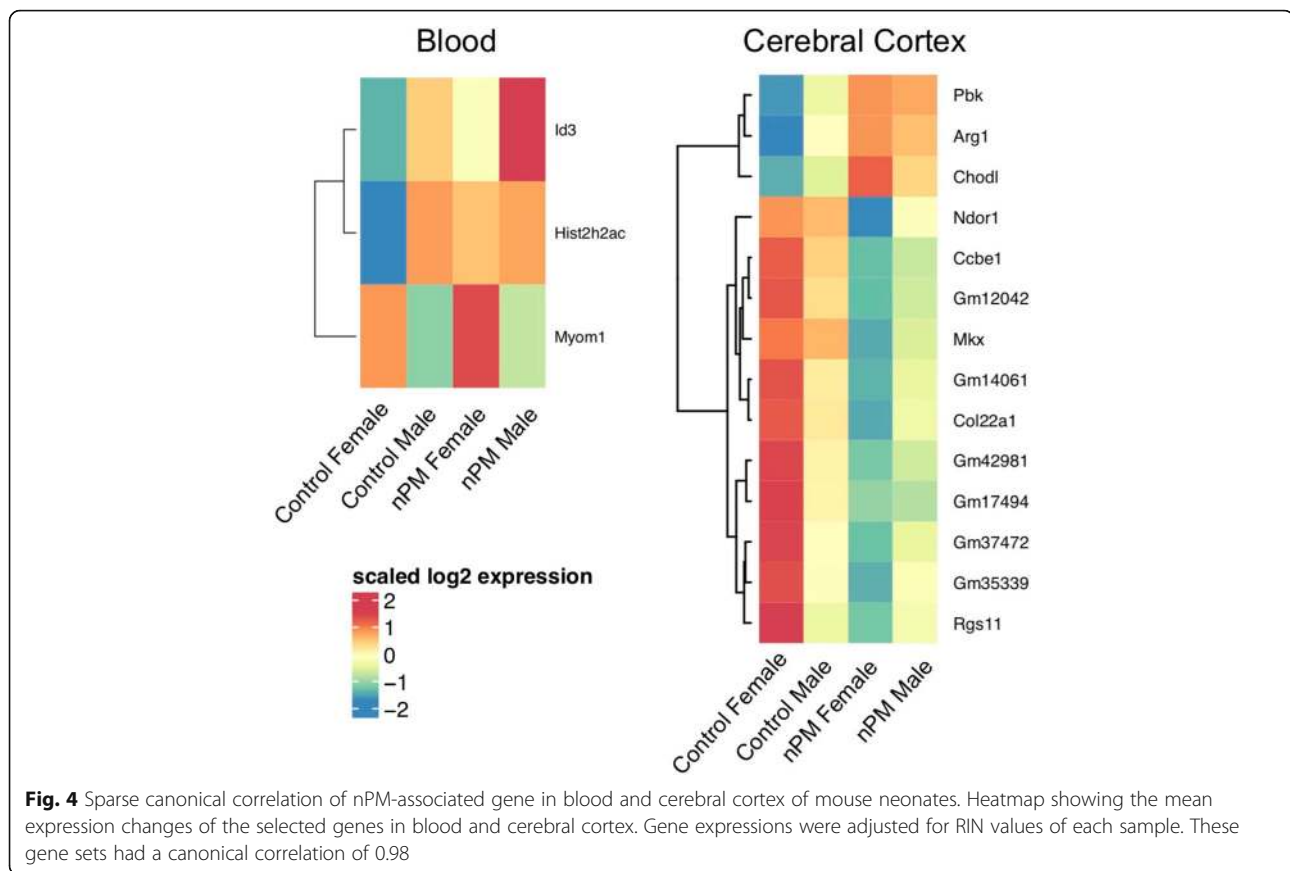 Blood
Id3
Hist2h2ac
Myom1
Control Female
Control Male
nPM Female
nPM Male
scaled log2 expression
2
1
0
−1
−2
Cerebral Cortex
Pbk
Arg1
Chodl
Ndor1
Ccbe1
Gm12042
Mkx
Gm14061
Col22a1
Gm42981
Gm17494
Gm37472
Gm35339
Rgs11
Control Female
Control Male
nPM Female
nPM Male
Fig. 4 Sparse canonical correlation of nPM-associated gene in blood and cerebral cortex of mouse neonates. Heatmap showing the mean
expression changes of the selected genes in blood and cerebral cortex. Gene expressions were adjusted for RIN values of each sample. These
gene sets had a canonical correlation of 0.98